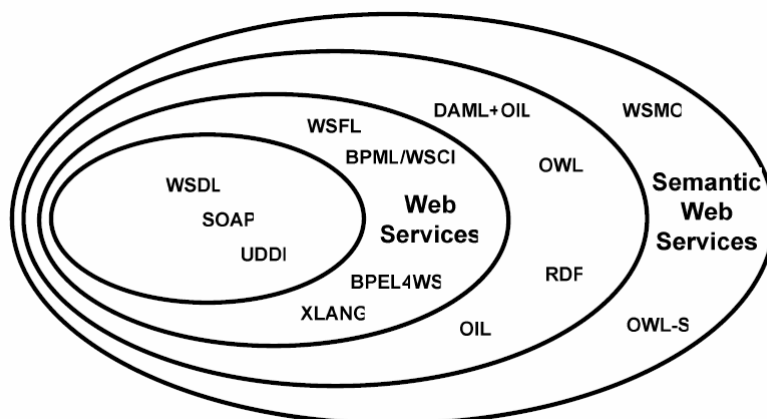 WSDL
SOAP
UDDI
WSFL
BPML/WSCI
Web
Services
BPEL4WS
XLANG
DAML+OIL
OWL
RDF
OIL
WSMO
Semantic
Web
Services
OWL-S